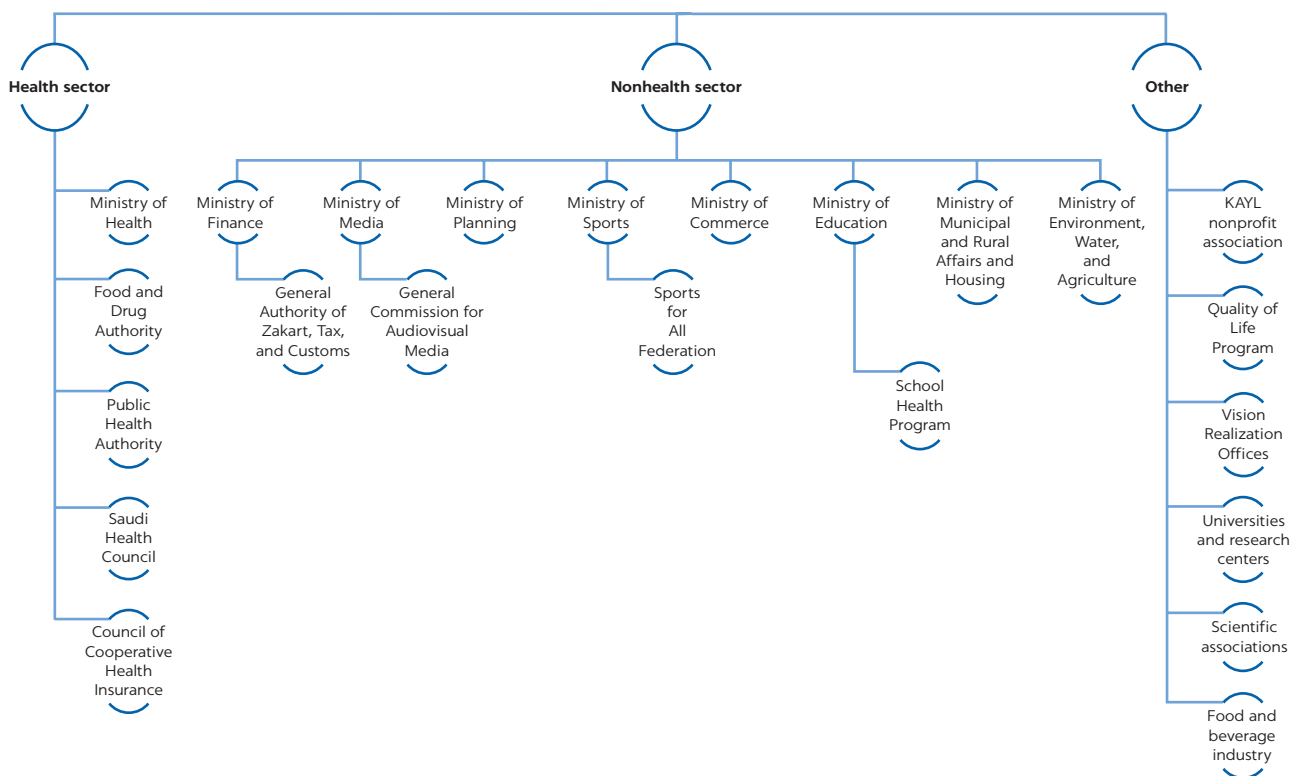 Health sector
Nonhealth sector
Other
Ministry of
Health
Food and
Drug
Authority
Public
Health
Authority
Saudi
Health
Council
Council of
Cooperative
Health
Insurance
Ministry of
Finance
General
Authority of
Zakart, Tax,
and Customs
Ministry of
Media
General
Commission for
Audiovisual
Media
Ministry of
Planning
Ministry of
Sports
Sports
for
All
Federation
Ministry of
Commerce
Ministry of
Education
School
Health
Program
Ministry of
Municipal
and Rural
Affairs and
Housing
Ministry of
Environment,
Water,
and
Agriculture
KAYL
nonprofit
association
Quality of
Life
Program
Vision
Realization
Offices
Universities
and research
centers
Scientific
associations
Food and
beverage
industry